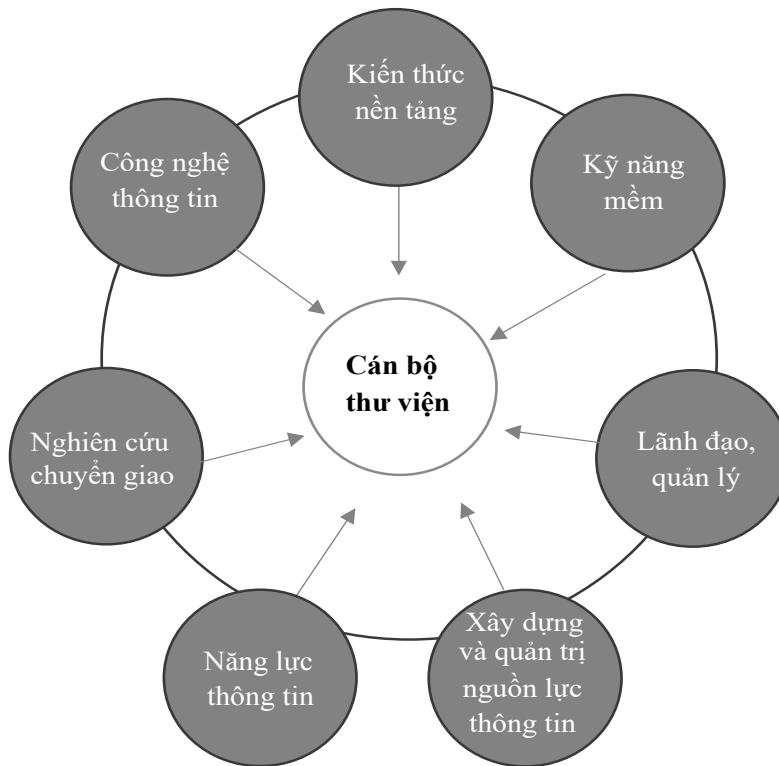 Kiến thức
nền tảng
Công nghệ
thông tin
Kỹ năng
mềm
Cán bộ
thư viện
Nghiên cứu
chuyển giao
Lãnh đạo,
quản lý
Năng lực
thông tin
Xây dựng
và quản trị
nguồn lực
thông tin